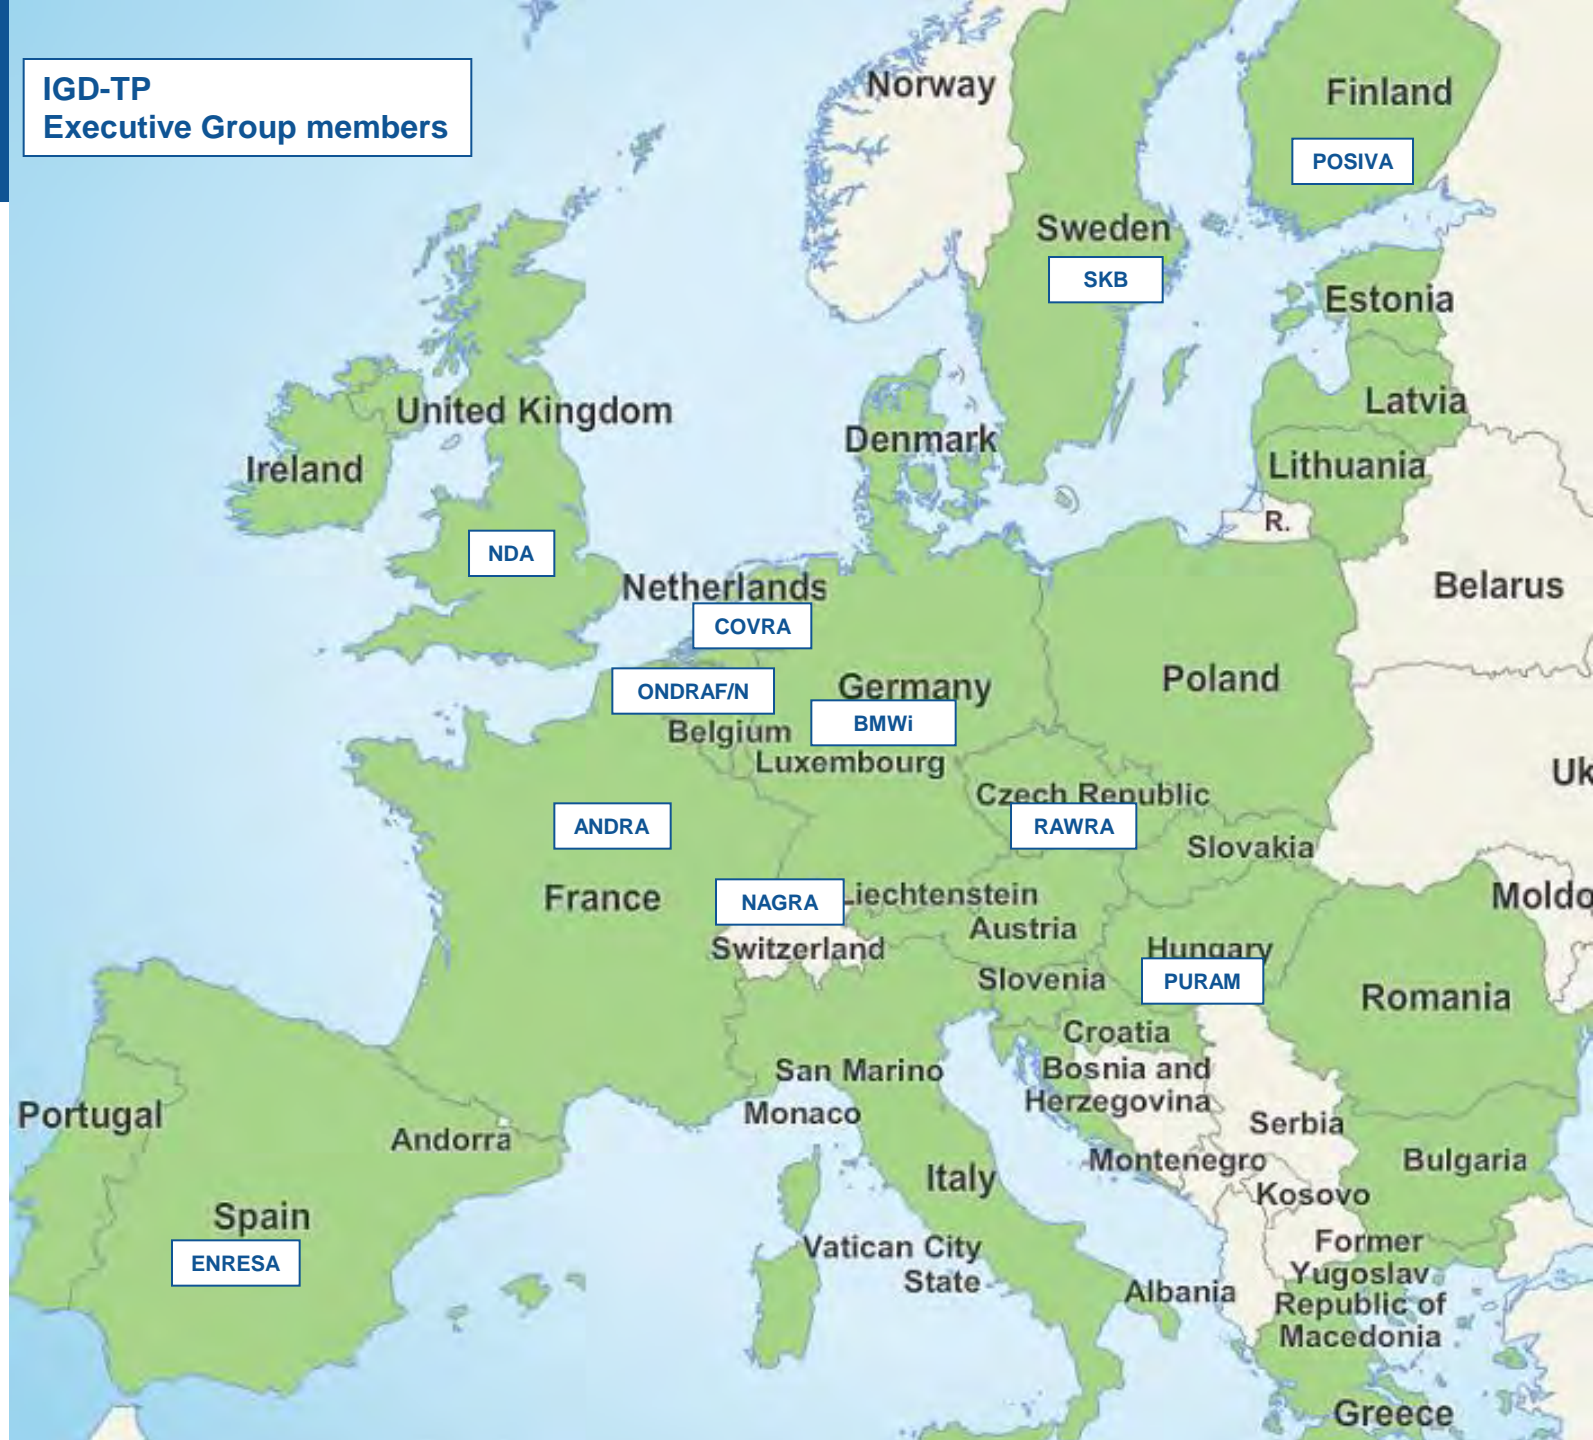 IGD-TP
Executive Group members
Norway
Finland
POSIVA
Sweden
SKB
Estonia
Latvia
United Kingdom
Denmark
Ireland
Lithuania
R.
NDA
Netherlands
Belarus
COVRA
Poland
Germany
ONDRAF/N
BMWi
Belgium
Luxembourg
Uk
Czech Republic
ANDRA
RAWRA
Slovakia
France
NAGRA
Liechtenstein
Moldo
Austria
Switzerland
Hungary
Slovenia
PURAM
Romania
Croatia
San Marino
Bosnia and
Herzegovina
Monaco
Portugal
Serbia
Andorra
Montenegro
Bulgaria
Italy
Kosovo
Spain
Vatican City
State
Former
Yugoslav
Republic of
Macedonia
ENRESA
Albania
Greece